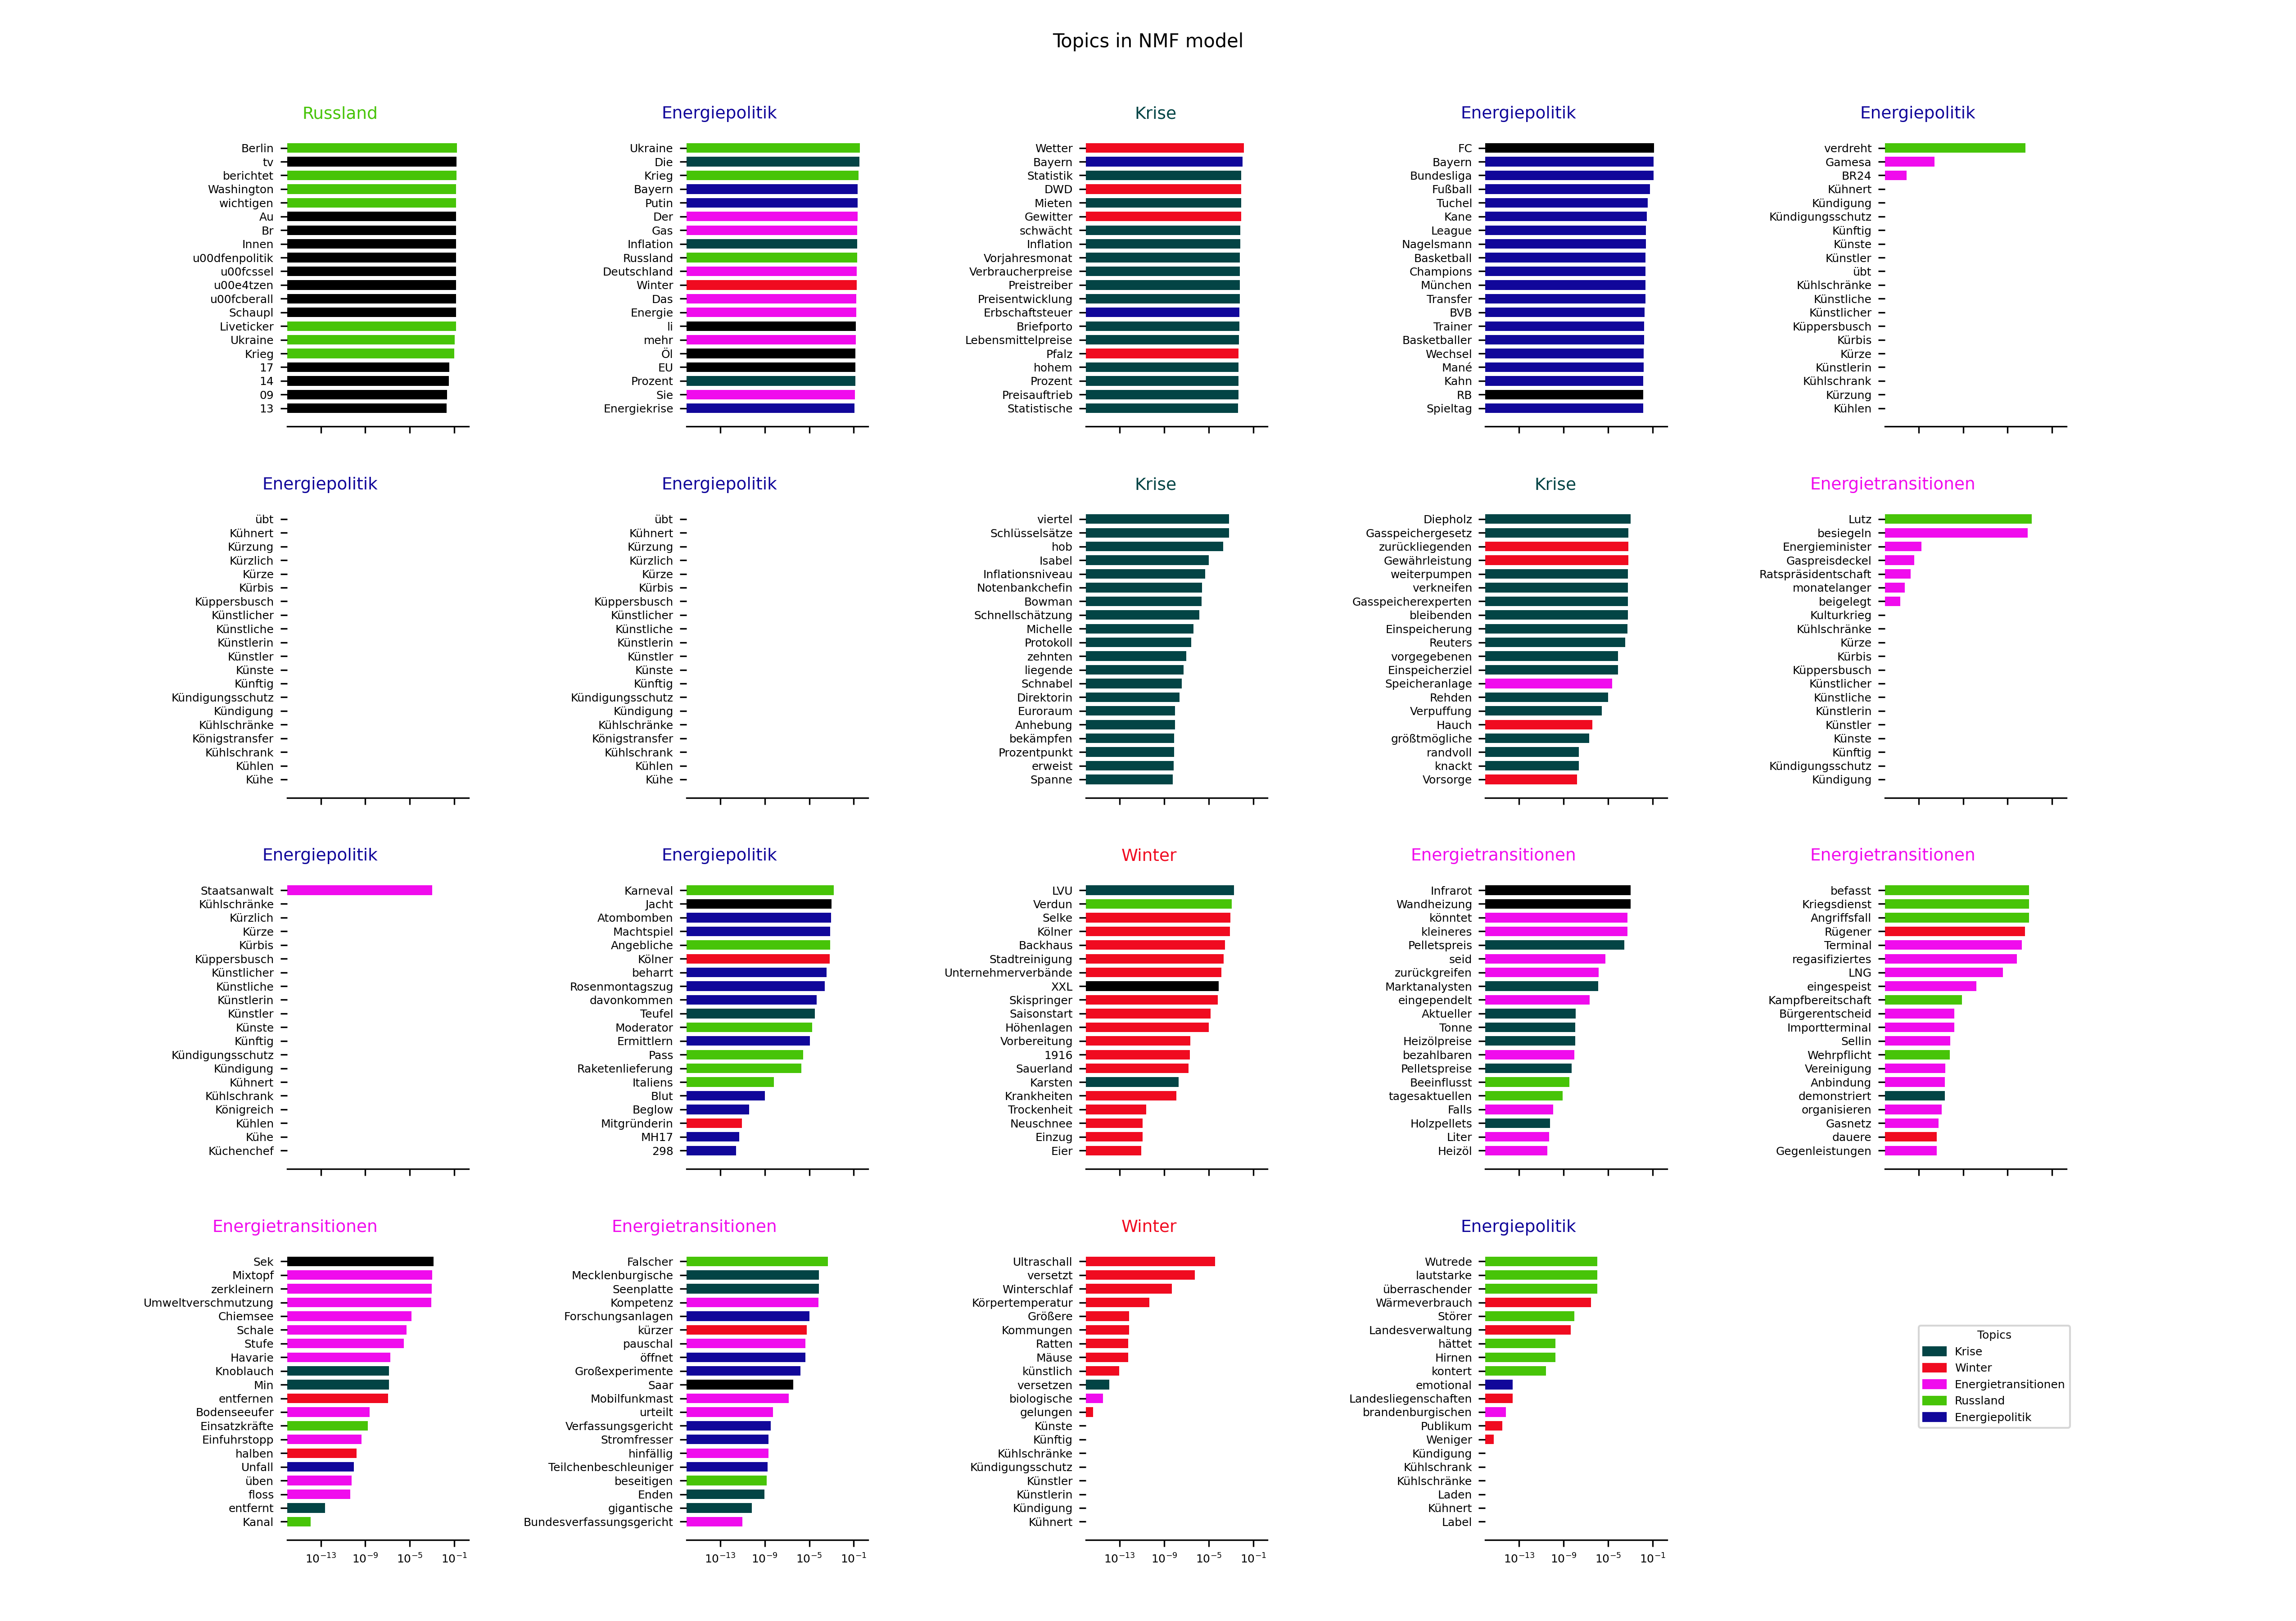 Topics in NMF model
Russland
Berlin
tv
berichtet
Washington
wichtigen
Au
Br
Innen
u00dfenpolitik
u00fcssel
u00e4tzen
u00fcberall
Schaupl
Liveticker
Ukraine
Krieg
17
14
09
13
Energiepolitik
Ukraine
Die
Krieg
Bayern
Putin
Der
Gas
Inflation
Russland
Deutschland
Winter
Das
Energie
li
mehr
Öl
EU
Prozent
Sie
Energiekrise
Krise
Wetter
Bayern
Statistik
DWD
Mieten
Gewitter
schwächt
Inflation
Vorjahresmonat
Verbraucherpreise
Preistreiber
Preisentwicklung
Erbschaftsteuer
Briefporto
Lebensmittelpreise
Pfalz
hohem
Prozent
Preisauftrieb
Statistische
Energiepolitik
FC
Bayern
Bundesliga
Fußball
Tuchel
Kane
League
Nagelsmann
Basketball
Champions
München
Transfer
BVB
Trainer
Basketballer
Wechsel
Mané
Kahn
RB
Spieltag
Energiepolitik
verdreht
Gamesa
BR24
Kühnert
Kündigung
Kündigungsschutz
Künftig
Künste
Künstler
übt
Kühlschränke
Künstliche
Künstlicher
Küppersbusch
Kürbis
Kürze
Künstlerin
Kühlschrank
Kürzung
Kühlen
Energiepolitik
übt
Kühnert
Kürzung
Kürzlich
Kürze
Kürbis
Küppersbusch
Künstlicher
Künstliche
Künstlerin
Künstler
Künste
Künftig
Kündigungsschutz
Kündigung
Kühlschränke
Königstransfer
Kühlschrank
Kühlen
Kühe
Energiepolitik
übt
Kühnert
Kürzung
Kürzlich
Kürze
Kürbis
Küppersbusch
Künstlicher
Künstliche
Künstlerin
Künstler
Künste
Künftig
Kündigungsschutz
Kündigung
Kühlschränke
Königstransfer
Kühlschrank
Kühlen
Kühe
Krise
viertel
Schlüsselsätze
hob
Isabel
Inflationsniveau
Notenbankchefin
Bowman
Schnellschätzung
Michelle
Protokoll
zehnten
liegende
Schnabel
Direktorin
Euroraum
Anhebung
bekämpfen
Prozentpunkt
erweist
Spanne
Krise
Diepholz
Gasspeichergesetz
zurückliegenden
Gewährleistung
weiterpumpen
verkneifen
Gasspeicherexperten
bleibenden
Einspeicherung
Reuters
vorgegebenen
Einspeicherziel
Speicheranlage
Rehden
Verpuffung
Hauch
größtmögliche
randvoll
knackt
Vorsorge
Energietransitionen
Lutz
besiegeln
Energieminister
Gaspreisdeckel
Ratspräsidentschaft
monatelanger
beigelegt
Kulturkrieg
Kühlschränke
Kürze
Kürbis
Küppersbusch
Künstlicher
Künstliche
Künstlerin
Künstler
Künste
Künftig
Kündigungsschutz
Kündigung
Energiepolitik
Staatsanwalt
Kühlschränke
Kürzlich
Kürze
Kürbis
Küppersbusch
Künstlicher
Künstliche
Künstlerin
Künstler
Künste
Künftig
Kündigungsschutz
Kündigung
Kühnert
Kühlschrank
Königreich
Kühlen
Kühe
Küchenchef
Energiepolitik
Karneval
Jacht
Atombomben
Machtspiel
Angebliche
Kölner
beharrt
Rosenmontagszug
davonkommen
Teufel
Moderator
Ermittlern
Pass
Raketenlieferung
Italiens
Blut
Beglow
Mitgründerin
MH17
298
Winter
LVU
Verdun
Selke
Kölner
Backhaus
Stadtreinigung
Unternehmerverbände
XXL
Skispringer
Saisonstart
Höhenlagen
Vorbereitung
1916
Sauerland
Karsten
Krankheiten
Trockenheit
Neuschnee
Einzug
Eier
Energietransitionen
Infrarot
Wandheizung
könntet
kleineres
Pelletspreis
seid
zurückgreifen
Marktanalysten
eingependelt
Aktueller
Tonne
Heizölpreise
bezahlbaren
Pelletspreise
Beeinflusst
tagesaktuellen
Falls
Holzpellets
Liter
Heizöl
Energietransitionen
befasst
Kriegsdienst
Angriffsfall
Rügener
Terminal
regasifiziertes
LNG
eingespeist
Kampfbereitschaft
Bürgerentscheid
Importterminal
Sellin
Wehrpflicht
Vereinigung
Anbindung
demonstriert
organisieren
Gasnetz
dauere
Gegenleistungen
Energietransitionen
Sek
Mixtopf
zerkleinern
Umweltverschmutzung
Chiemsee
Schale
Stufe
Havarie
Knoblauch
Min
entfernen
Bodenseeufer
Einsatzkräfte
Einfuhrstopp
halben
Unfall
üben
floss
entfernt
Kanal
10⁻¹³ 10⁻⁹ 10⁻⁵ 10⁻¹
Energietransitionen
Falscher
Mecklenburgische
Seenplatte
Kompetenz
Forschungsanlagen
kürzer
pauschal
öffnet
Großexperimente
Saar
Mobilfunkmast
urteilt
Verfassungsgericht
Stromfresser
hinfällig
Teilchenbeschleuniger
beseitigen
Enden
gigantische
Bundesverfassungsgericht
10⁻¹³ 10⁻⁹ 10⁻⁵ 10⁻¹
Winter
Ultraschall
versetzt
Winterschlaf
Körpertemperatur
Größere
Kommungen
Ratten
Mäuse
künstlich
versetzen
biologische
gelungen
Künste
Künftig
Kühlschränke
Kündigungsschutz
Künstler
Künstlerin
Kündigung
Kühnert
10⁻¹³ 10⁻⁹ 10⁻⁵ 10⁻¹
Energiepolitik
Wutrede
lautstarke
überraschender
Wärmeverbrauch
Störer
Landesverwaltung
hättet
Hirnen
kontert
emotional
Landesliegenschaften
brandenburgischen
Publikum
Weniger
Kündigung
Kühlschrank
Kühlschränke
Laden
Kühnert
Label
10⁻¹³ 10⁻⁹ 10⁻⁵ 10⁻¹
Topics
Krise
Winter
Energietransitionen
Russland
Energiepolitik